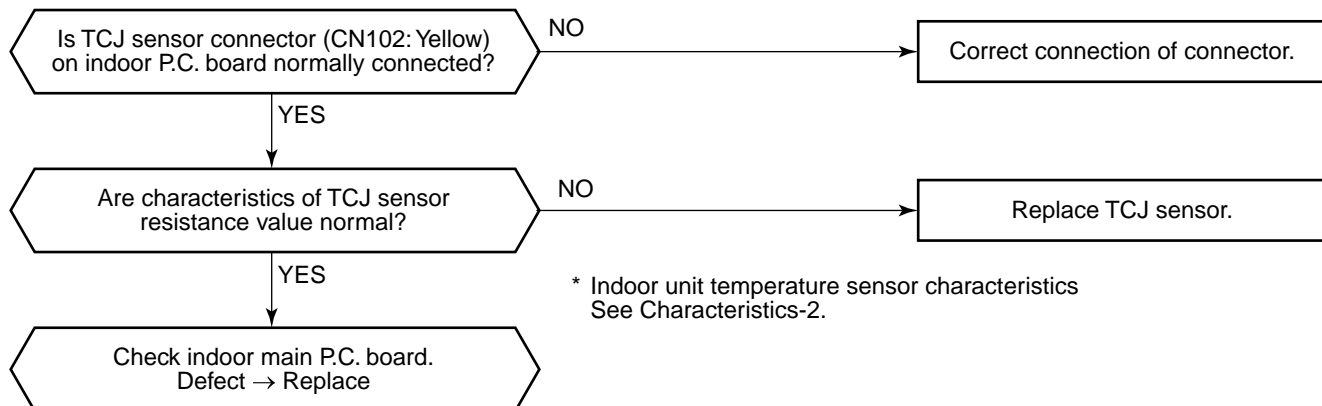 Is TCJ sensor connector (CN102: Yellow)
on indoor P.C. board normally connected?
NO
Correct connection of connector.
YES
Are characteristics of TCJ sensor
resistance value normal?
NO
Replace TCJ sensor.
YES
* Indoor unit temperature sensor characteristics
See Characteristics-2.
Check indoor main P.C. board.
Defect → Replace